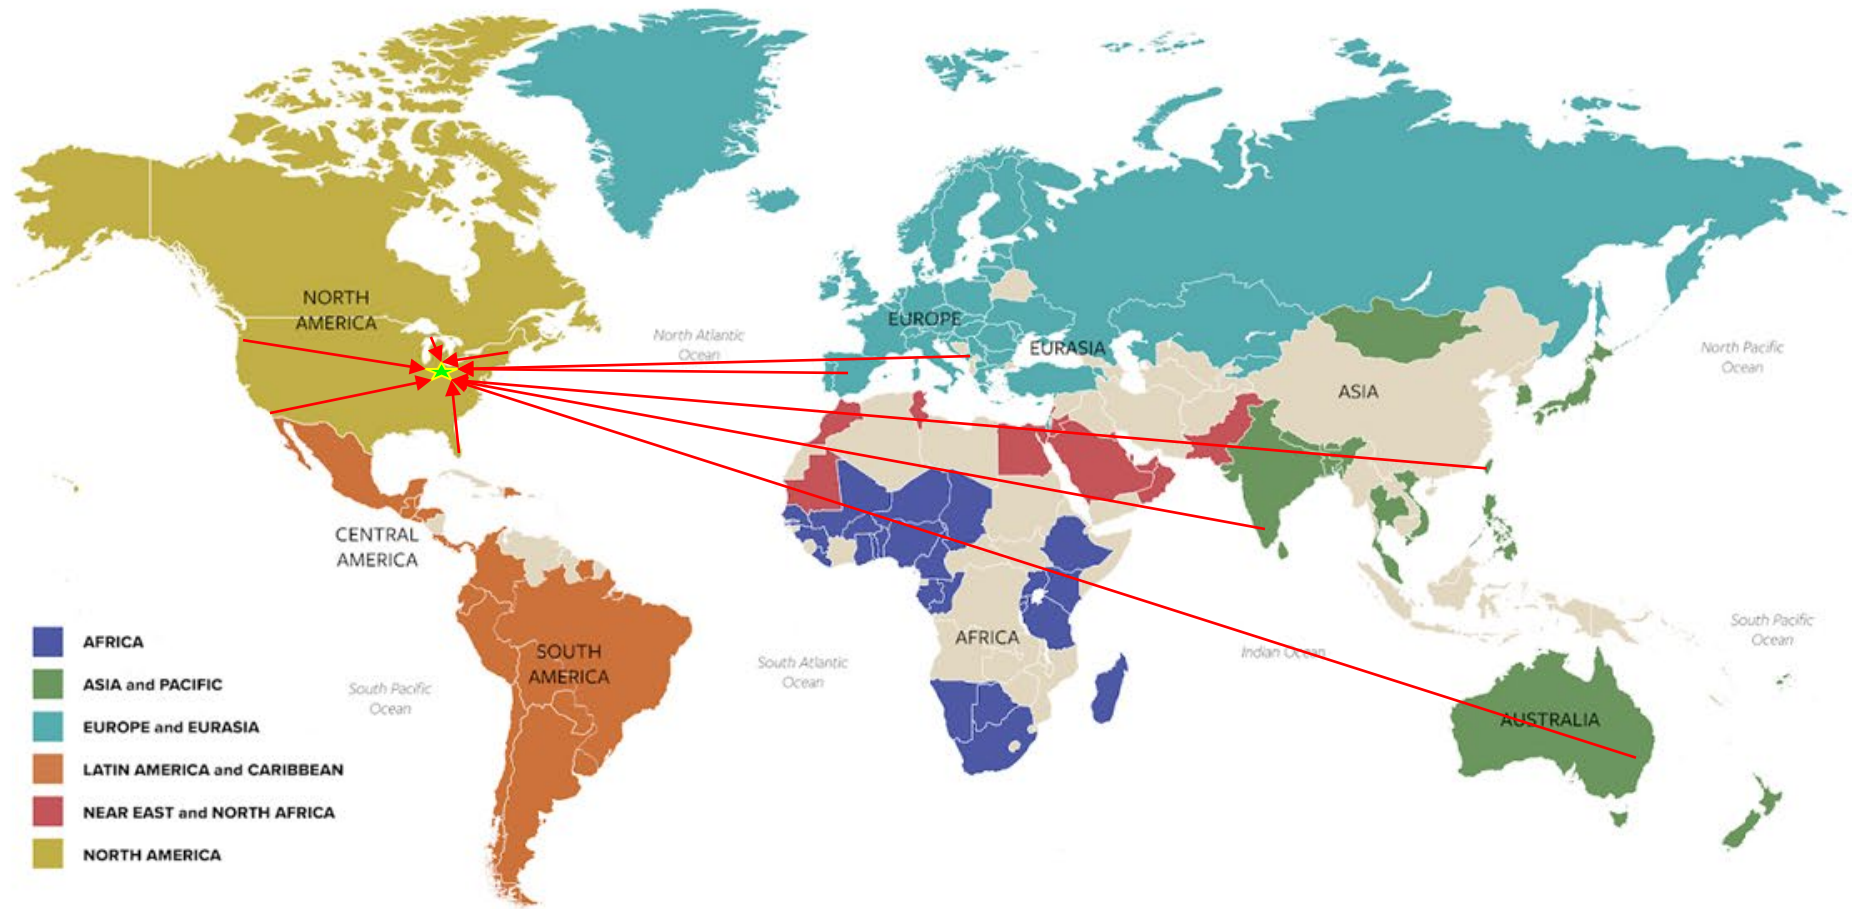 NORTH
AMERICA
North Atlantic
Ocean
EUROPE
EURASIA
North Pacific
Ocean
ASIA
CENTRAL
AMERICA
SOUTH
AMERICA
AFRICA
South Atlantic
Ocean
Indian Ocean
South Pacific
Ocean
South Pacific
Ocean
AUSTRALIA
AFRICA
ASIA and PACIFIC
EUROPE and EURASIA
LATIN AMERICA and CARIBBEAN
NEAR EAST and NORTH AFRICA
NORTH AMERICA